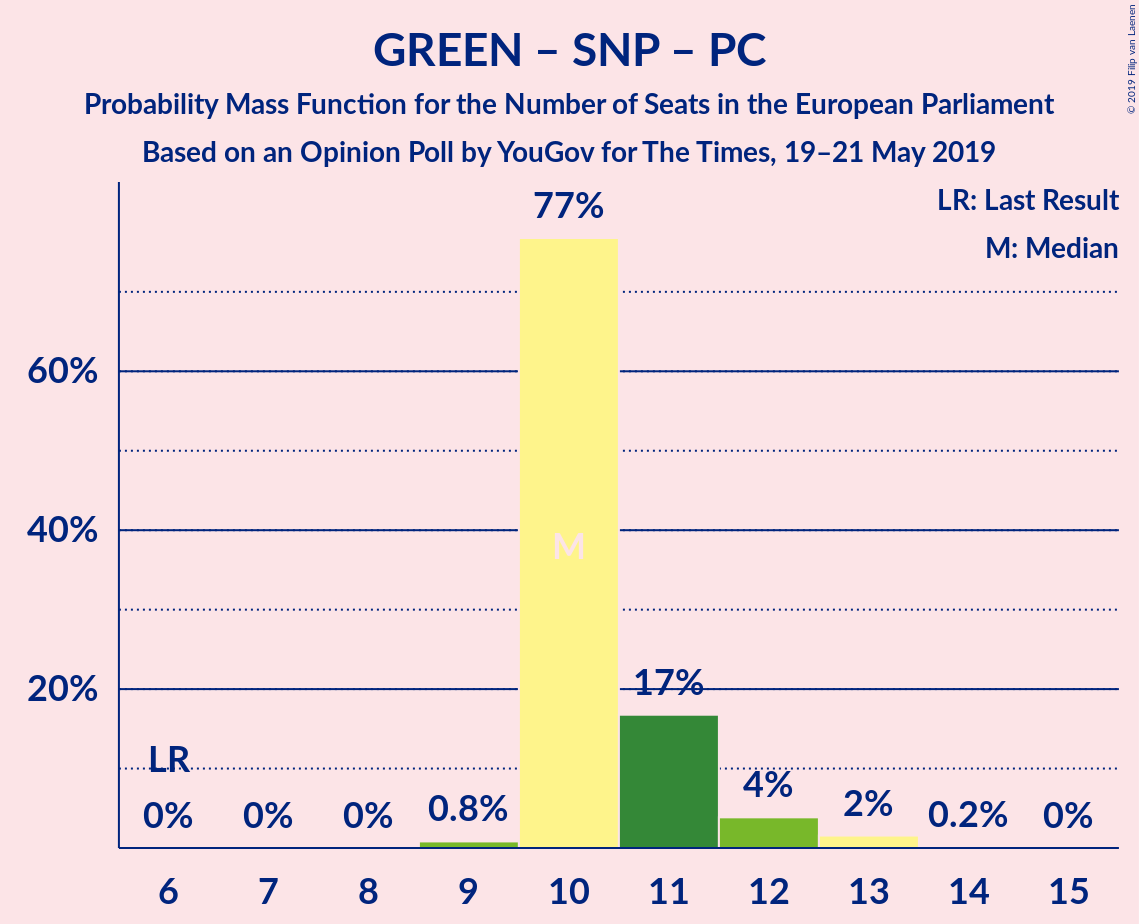 GREEN – SNP – PC
Probability Mass Function for the Number of Seats in the European Parliament
Based on an Opinion Poll by YouGov for The Times, 19–21 May 2019
© 2019 Filip van Laenen
LR: Last Result
M: Median
77%
60%
40%
M
20%
17%
LR
0%
0%
0%
0.8%
4%
2%
0.2%
0%
6 7 8 9 10 11 12 13 14 15